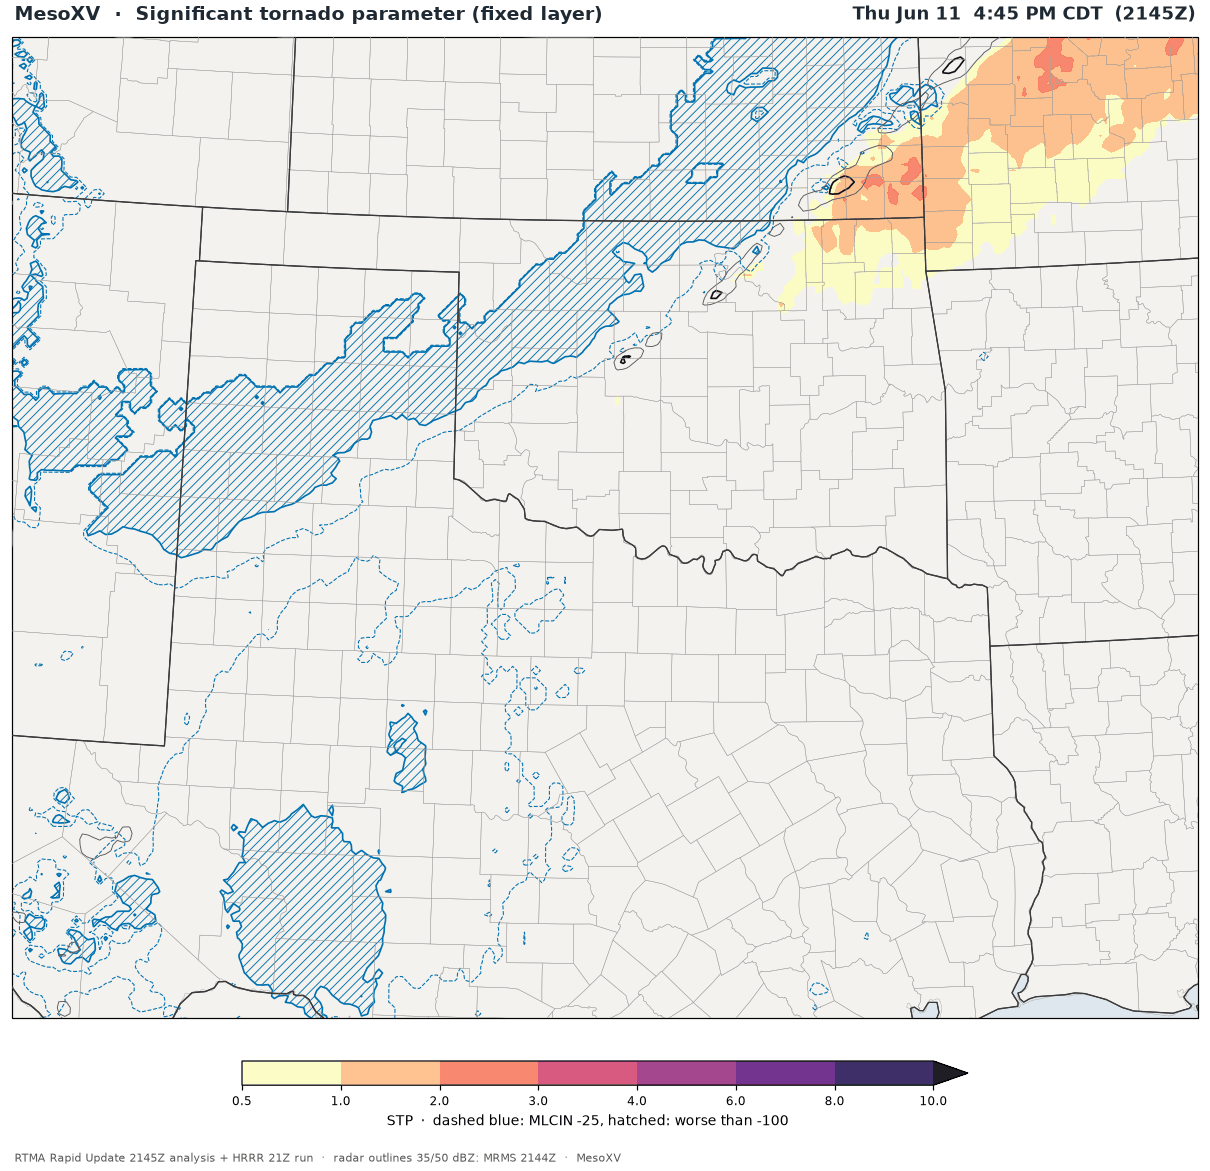 MesoXV · Significant tornado parameter (fixed layer)
Thu Jun 11 4:45 PM CDT (2145Z)
0.5 1.0 2.0 3.0 4.0 6.0 8.0 10.0
STP · dashed blue: MLCIN -25, hatched: worse than -100
RTMA Rapid Update 2145Z analysis + HRRR 21Z run · radar outlines 35/50 dBZ: MRMS 2144Z · MesoXV